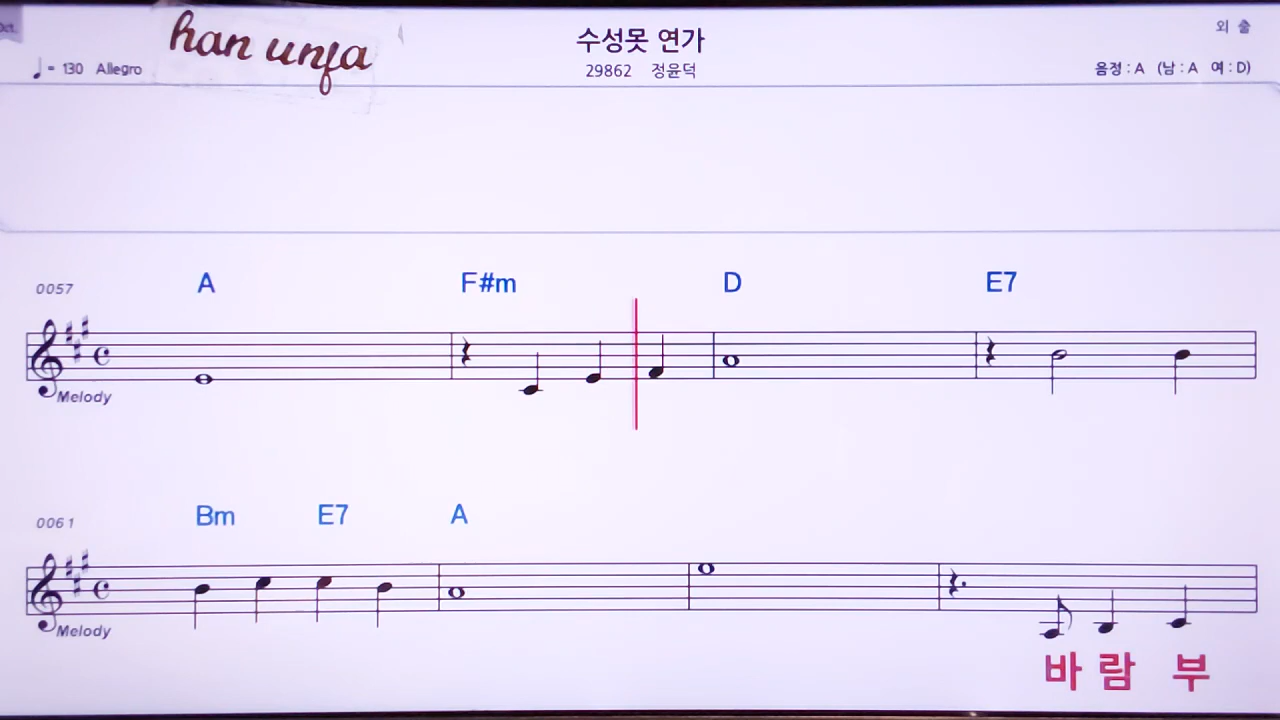 Oct.
han unja
수성못 연가
외 출
♩= 130 Allegro
29862 정윤덕
음정 : A (남 : A 여 : D)
0057 A F#m D E7
Melody
0061 Bm E7 A
Melody
바 람 부